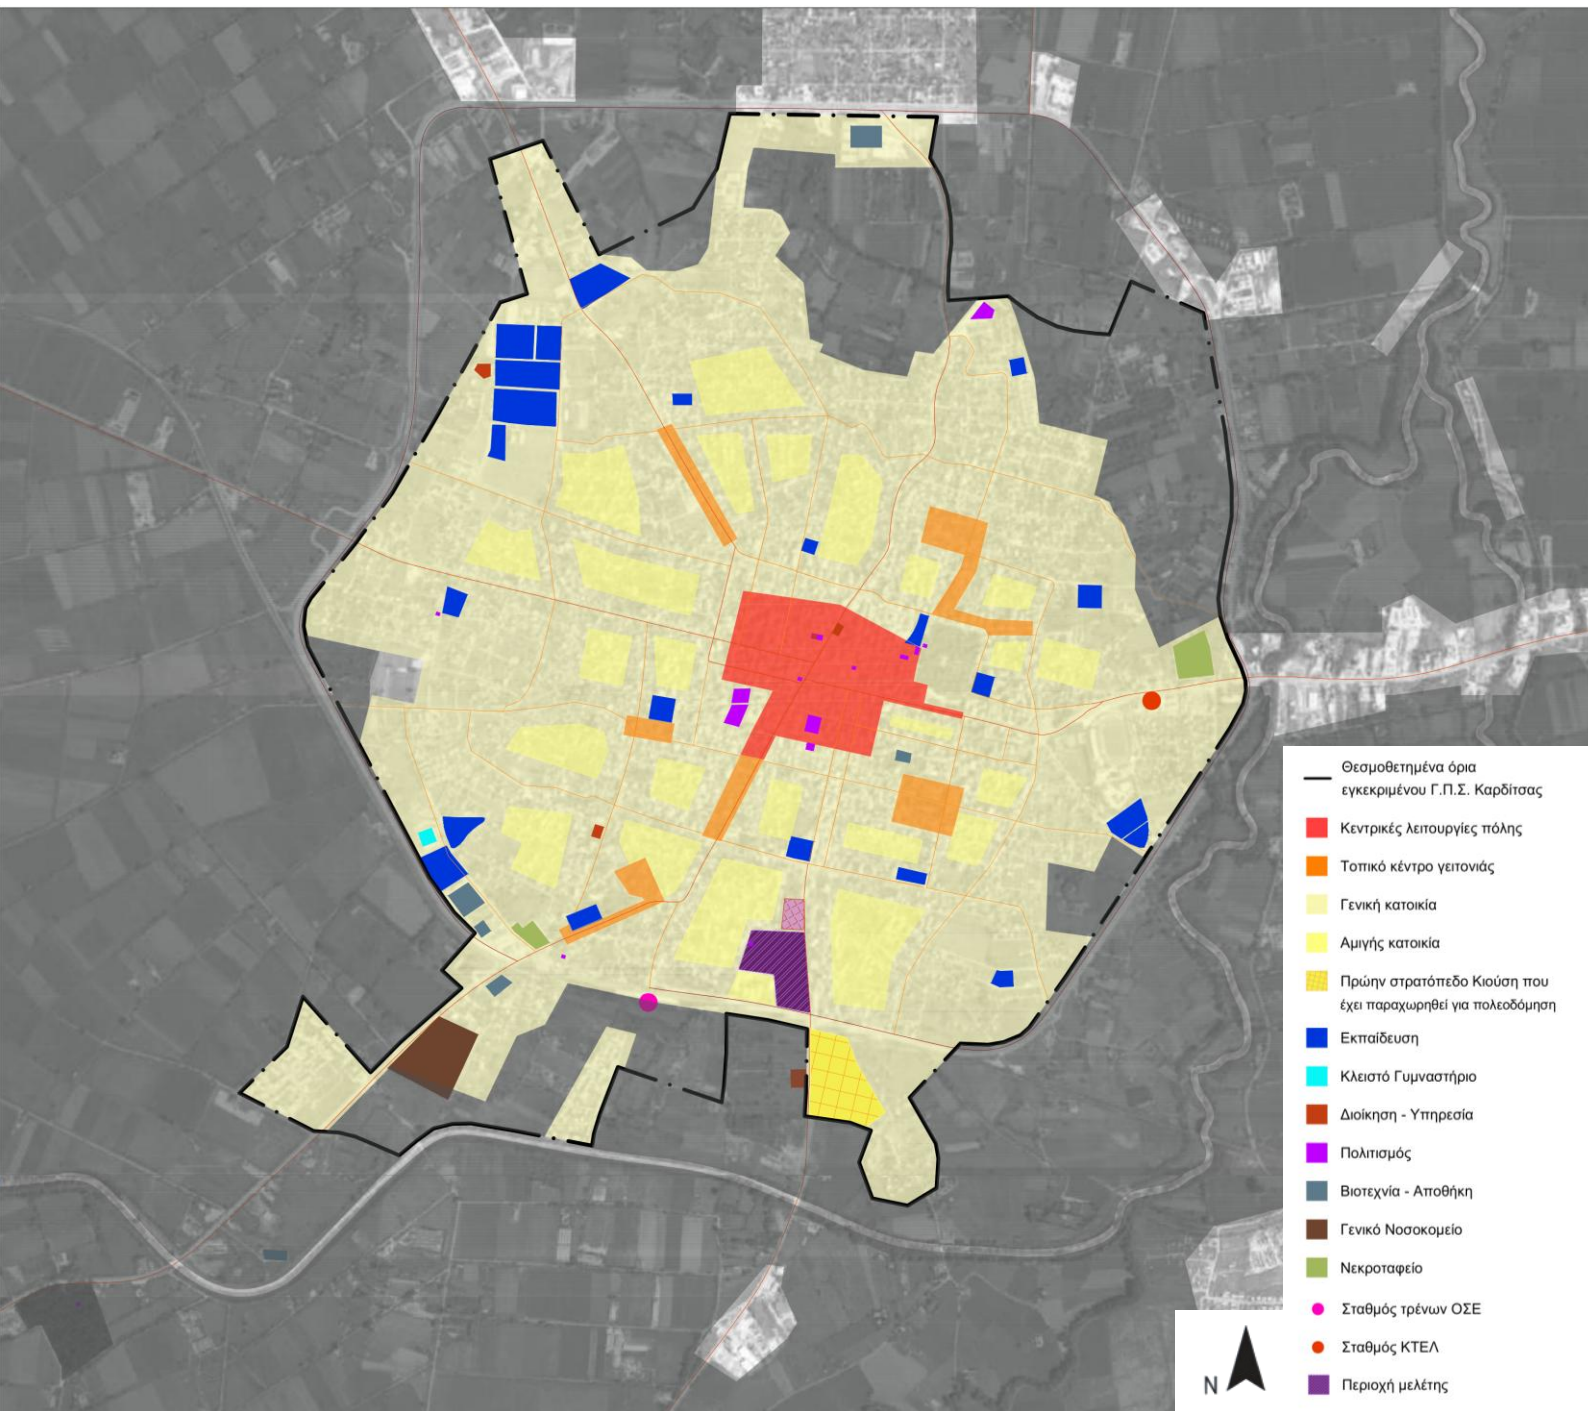 Θεσμοθετημένα όρια
εγκεκριμένου Γ.Π.Σ. Καρδίτσας
Κεντρικές λειτουργίες πόλης
Τοπικό κέντρο γειτονιάς
Γενική κατοικία
Αμιγής κατοικία
Πρώην στρατόπεδο Κιούση που
έχει παραχωρηθεί για πολεοδόμηση
Εκπαίδευση
Κλειστό Γυμναστήριο
Διοίκηση - Υπηρεσία
Πολιτισμός
Βιοτεχνία - Αποθήκη
Γενικό Νοσοκομείο
Νεκροταφείο
Σταθμός τρένων ΟΣΕ
Σταθμός ΚΤΕΛ
Περιοχή μελέτης
N